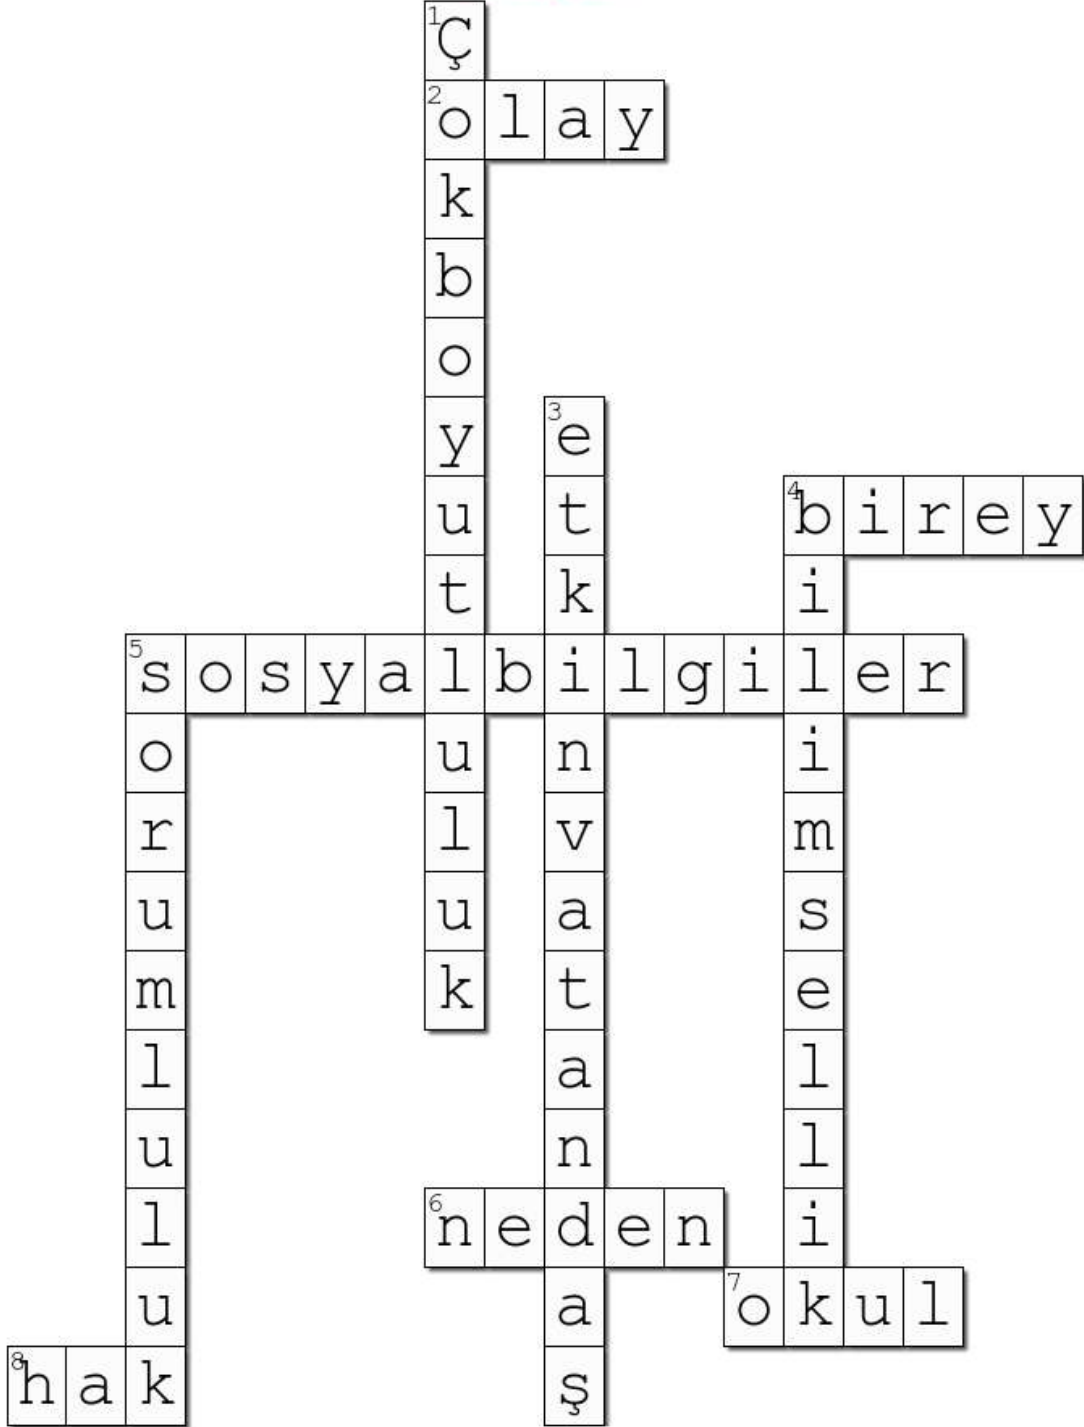 1 Çokboyutluluk
2 olay
3 etkinvatandaş
4 birey
4 bilimsellik
5 sosyalbilgiler
5 sorumluluk
6 neden
7 okul
8 hak